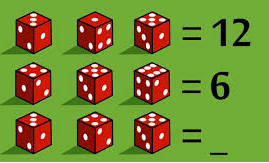 = 12
= 6
= _